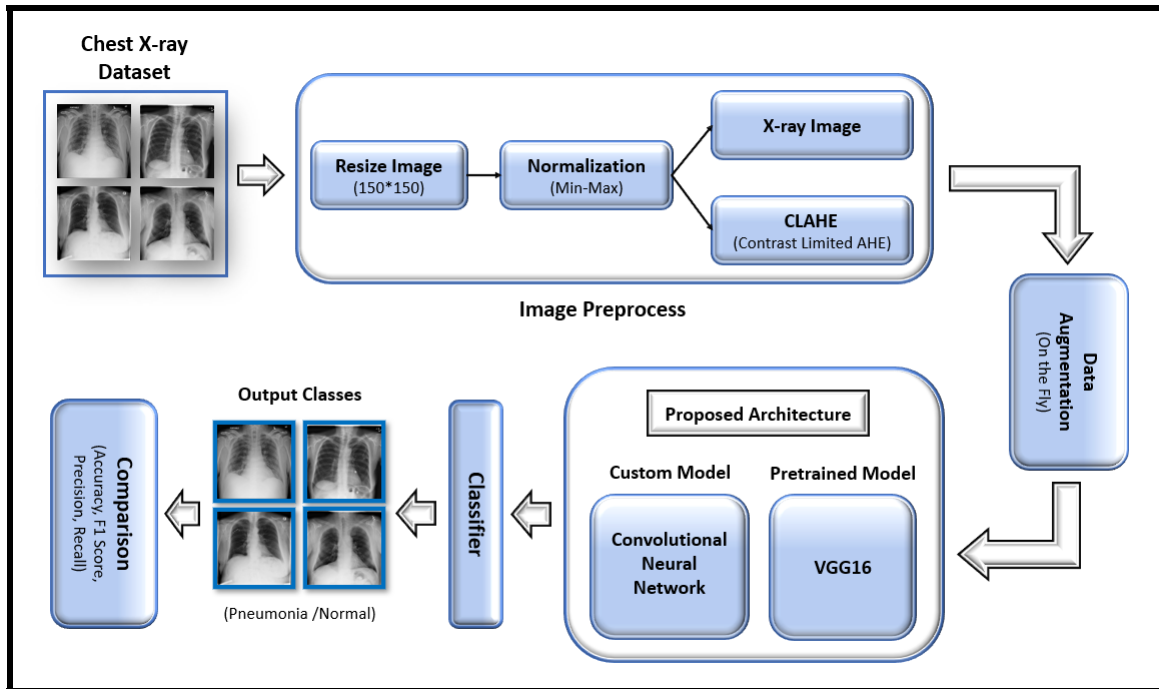 Chest X-ray
Dataset
Resize Image
(150*150)
Normalization
(Min-Max)
X-ray Image
CLAHE
(Contrast Limited AHE)
Image Preprocess
Data
Augmentation
(On the Fly)
Proposed Architecture
Custom Model
Convolutional
Neural
Network
Pretrained Model
VGG16
Classifier
Output Classes
(Pneumonia /Normal)
Comparison
(Accuracy, F1 Score,
Precision, Recall)